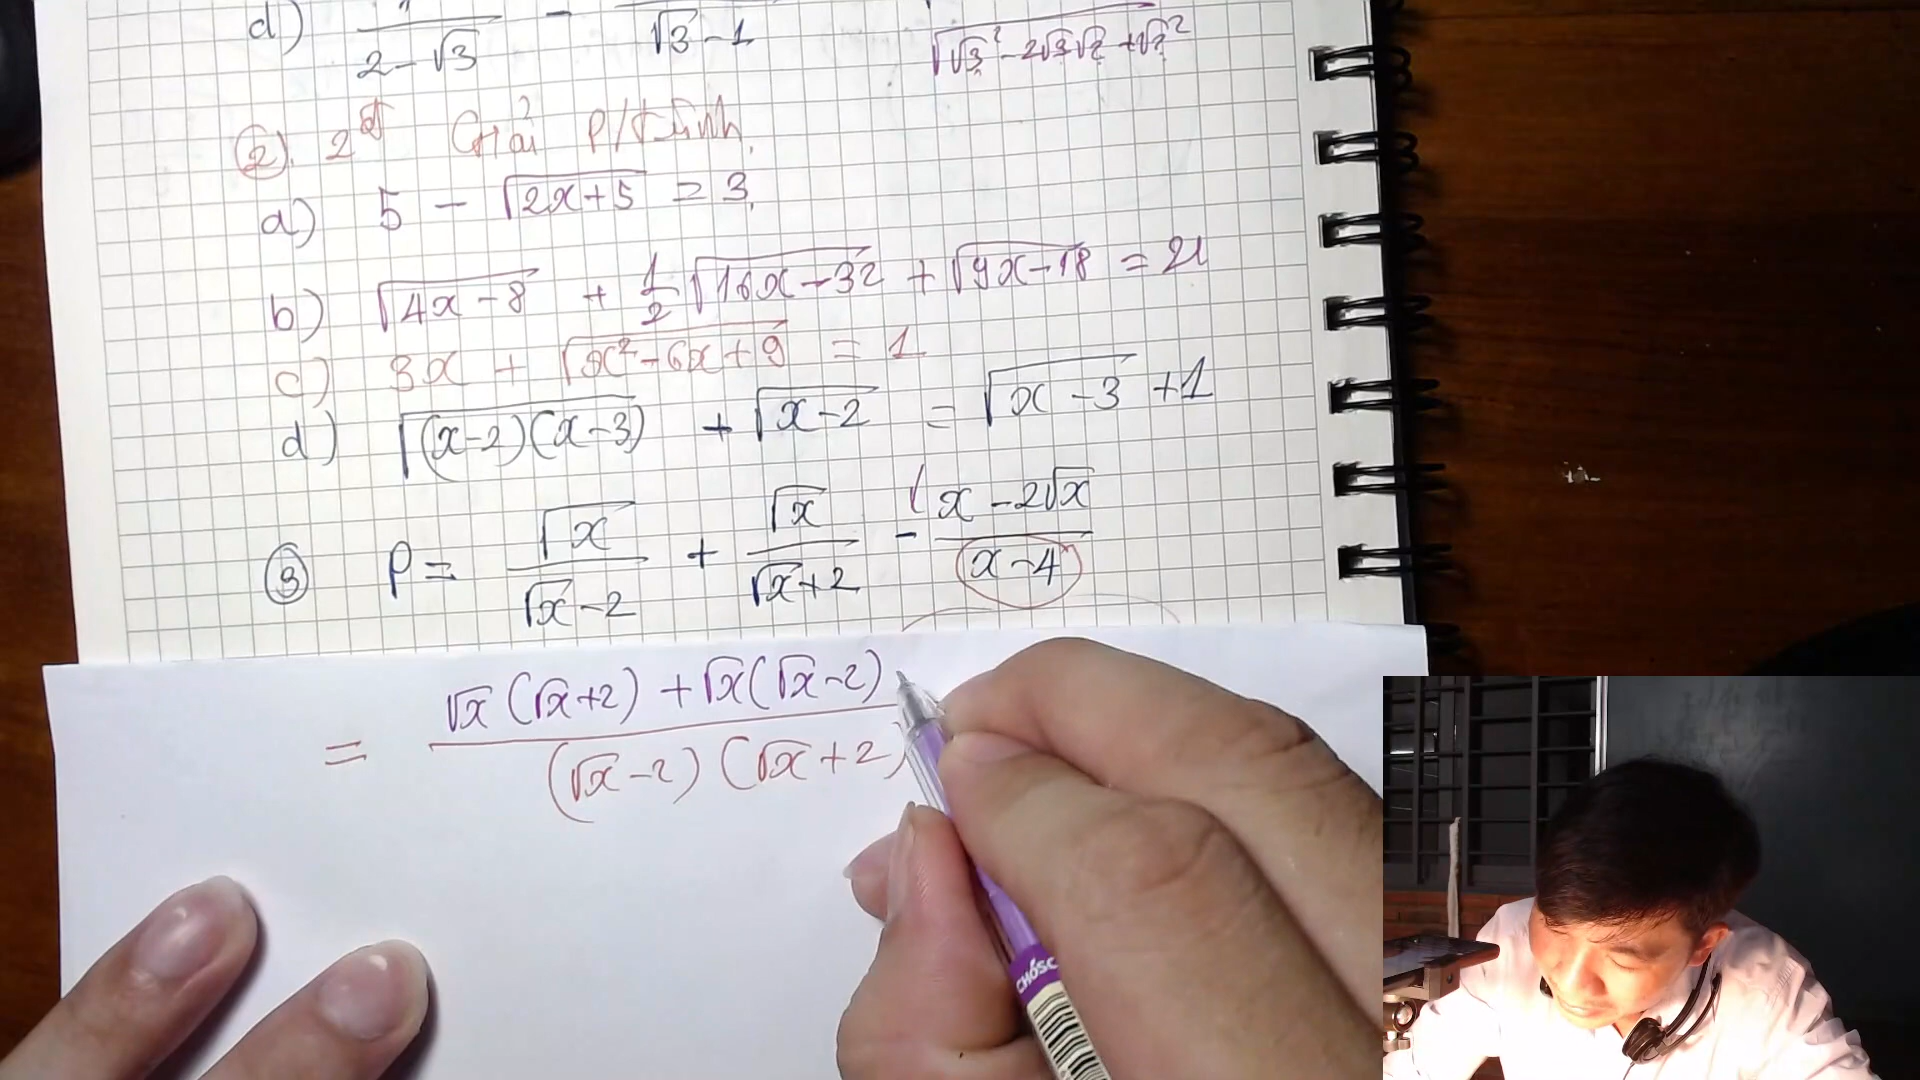 d) 1/(2-√3) - /(√3-1) √(√3² - 2√3√2 + √2²)
② 2đ Giải P/trình.
a) 5 - √(2x+5) = 3.
b) √(4x-8) + 1/2 √(16x-32) + √(9x-18) =
c) 3x + √(9x²-6x+9) = 1
d) √((x-2)(x-3)) + √(x-2) = √(x-3) +1
③ P = √x/(√x-2) + √x/(√x+2) - (x-2√x)/(x-4)
= (√x(√x+2) + √x(√x-2))/((√x-2)(√x+2))